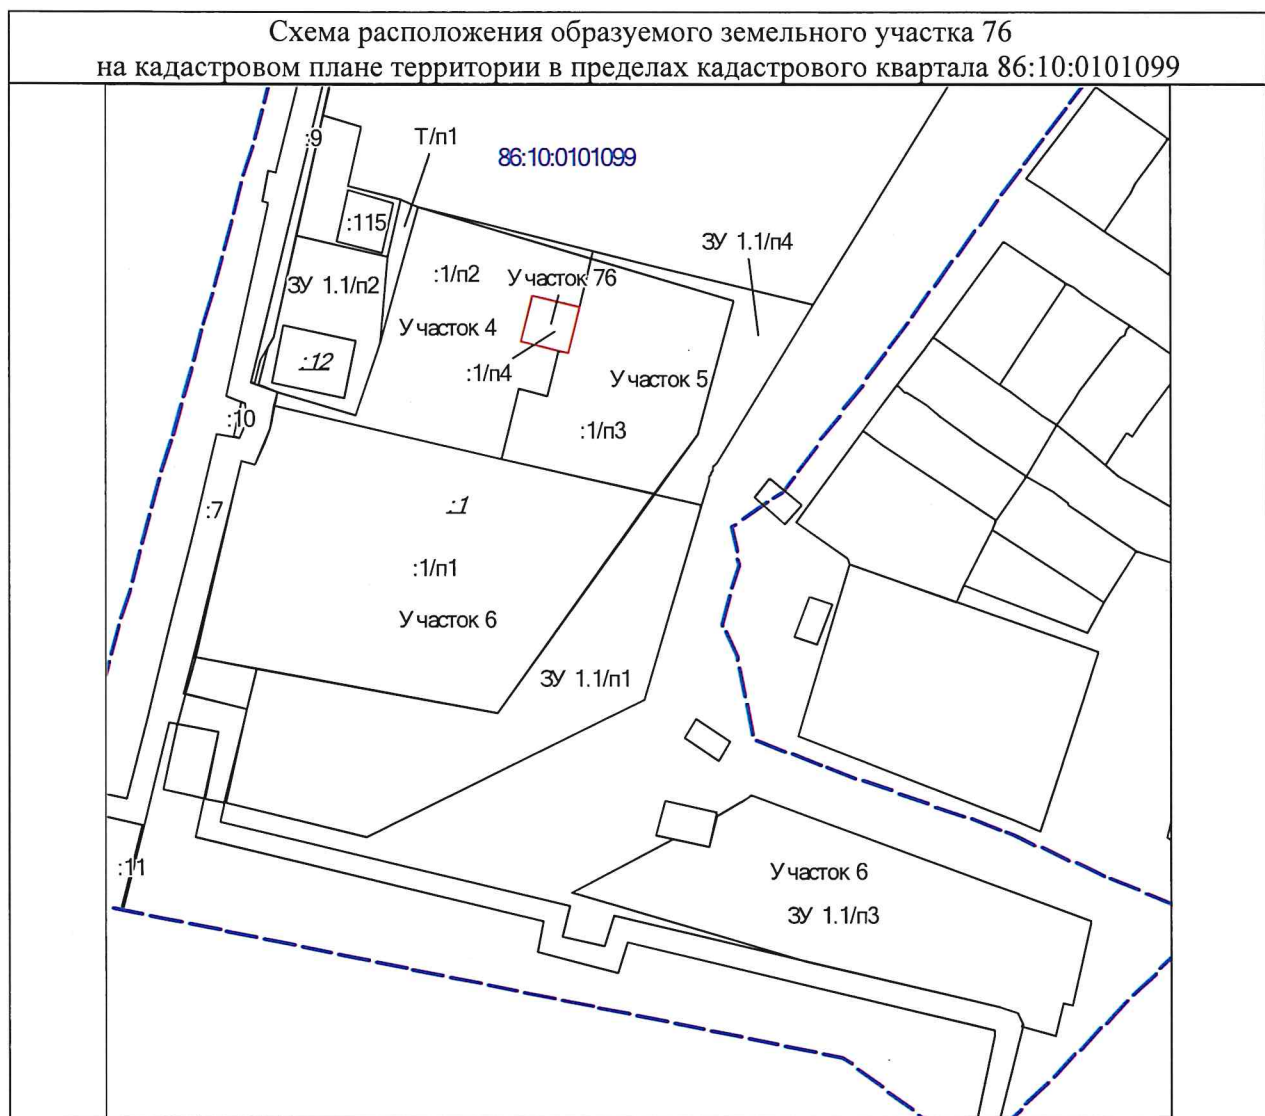 Схема расположения образуемого земельного участка 76
на кадастровом плане территории в пределах кадастрового квартала 86:10:0101099
:9
Т/п1
86:10:0101099
:115
ЗУ 1.1/п4
ЗУ 1.1/п2
:1/п2
Участок 76
Участок 4
:12
:1/п4
Участок 5
:10
:1/п3
:7
:1
:1/п1
Участок 6
ЗУ 1.1/п1
:11
Участок 6
ЗУ 1.1/п3